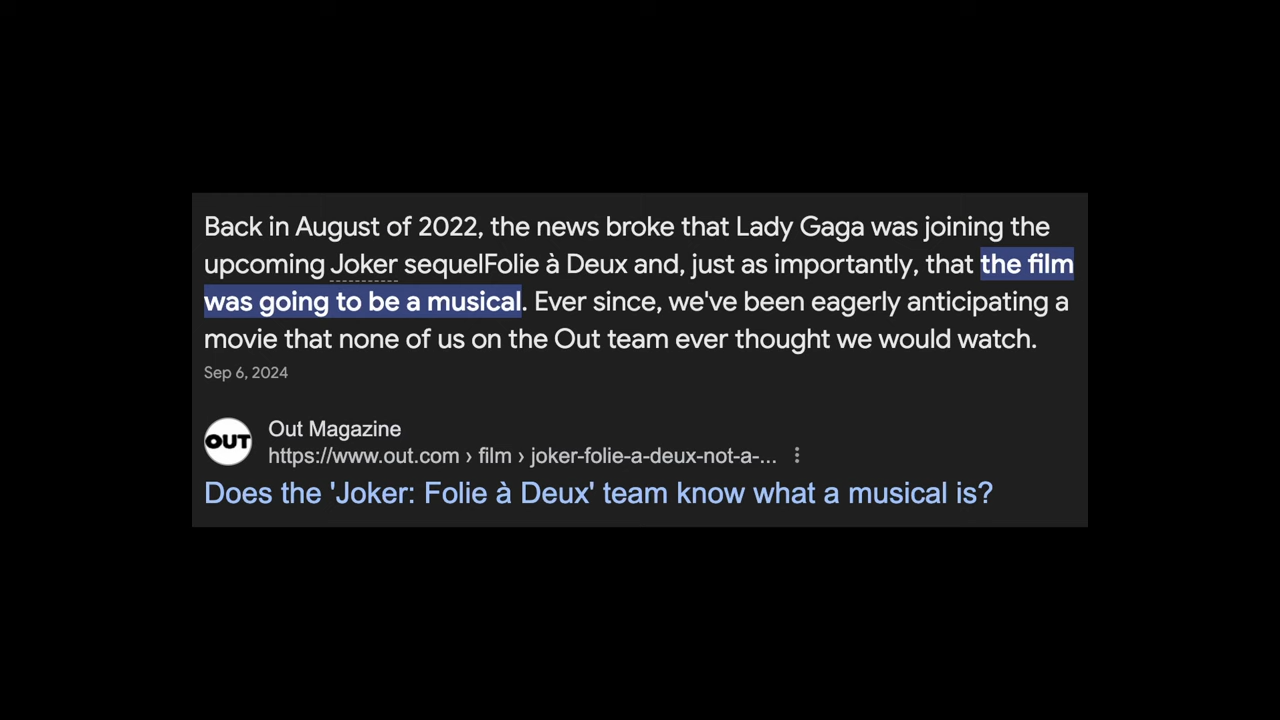 Back in August of 2022, the news broke that Lady Gaga was joining the
upcoming Joker sequelFolie à Deux and, just as importantly, that the film
was going to be a musical. Ever since, we've been eagerly anticipating a
movie that none of us on the Out team ever thought we would watch.
Sep 6, 2024
OUT
Out Magazine
https://www.out.com › film › joker-folie-a-deux-not-a-...
Does the 'Joker: Folie à Deux' team know what a musical is?